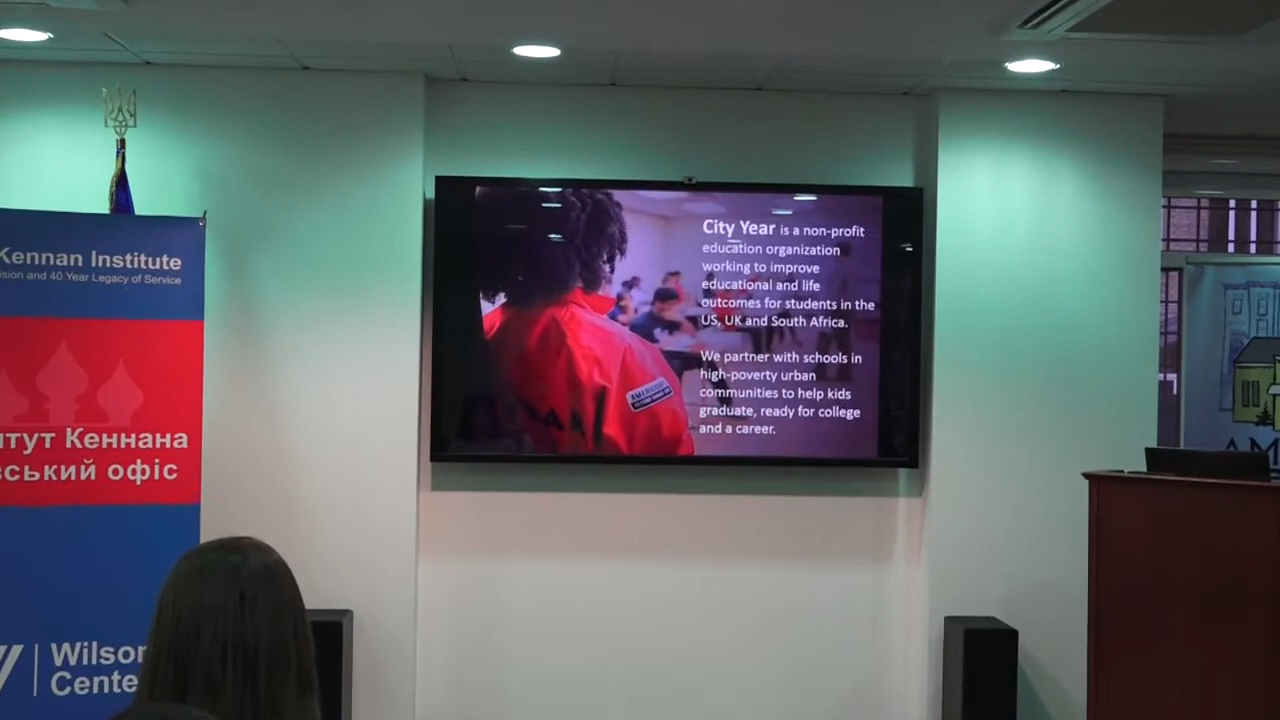 Kennan Institute
ision and 40 Year Legacy of Service
итут Кеннана
вський офіс
Wilson
Cente
City Year is a non-profit
education organization
working to improve
educational and life
outcomes for students in the
US, UK and South Africa.
We partner with schools in
high-poverty urban
communities to help kids
graduate, ready for college
and a career.
AM